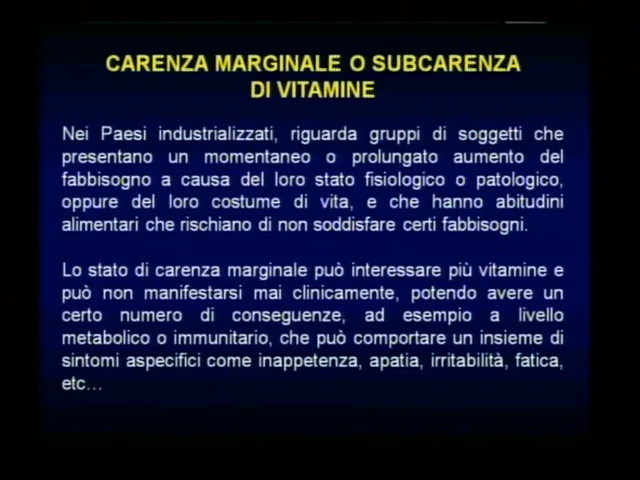 CARENZA MARGINALE O SUBCARENZA
DI VITAMINE
Nei Paesi industrializzati, riguarda gruppi di soggetti che
presentano un momentaneo o prolungato aumento del
fabbisogno a causa del loro stato fisiologico o patologico,
oppure del loro costume di vita, e che hanno abitudini
alimentari che rischiano di non soddisfare certi fabbisogni.
Lo stato di carenza marginale può interessare più vitamine e
può non manifestarsi mai clinicamente, potendo avere un
certo numero di conseguenze, ad esempio a livello
metabolico o immunitario, che può comportare un insieme di
sintomi aspecifici come inappetenza, apatia, irritabilità, fatica,
etc…